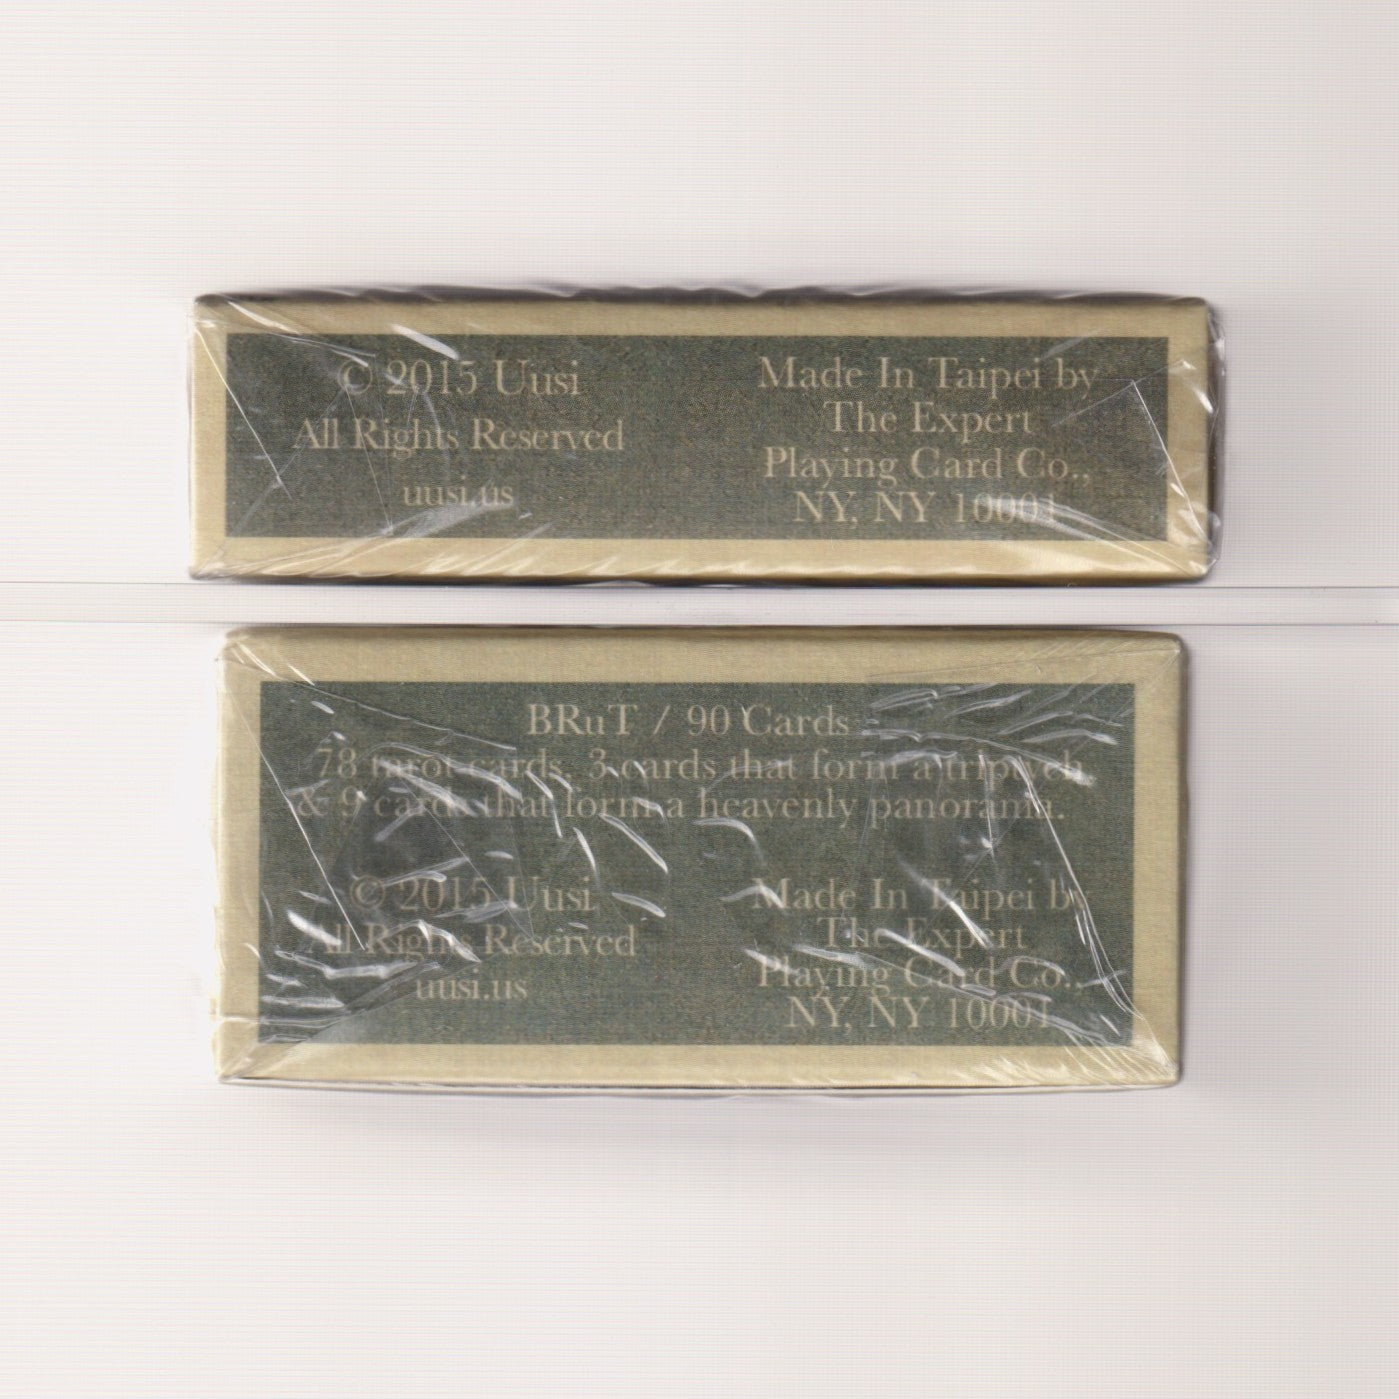 © 2015 Uusi
All Rights Reserved
uusi.us
Made In Taipei by
The Expert
Playing Card Co.,
NY, NY 10001
BRuT / 90 Cards
78 tarot cards, 3 cards that form a triptych
& 9 cards that form a heavenly panorama.
© 2015 Uusi
All Rights Reserved
uusi.us
Made In Taipei by
The Expert
Playing Card Co.,
NY, NY 10001